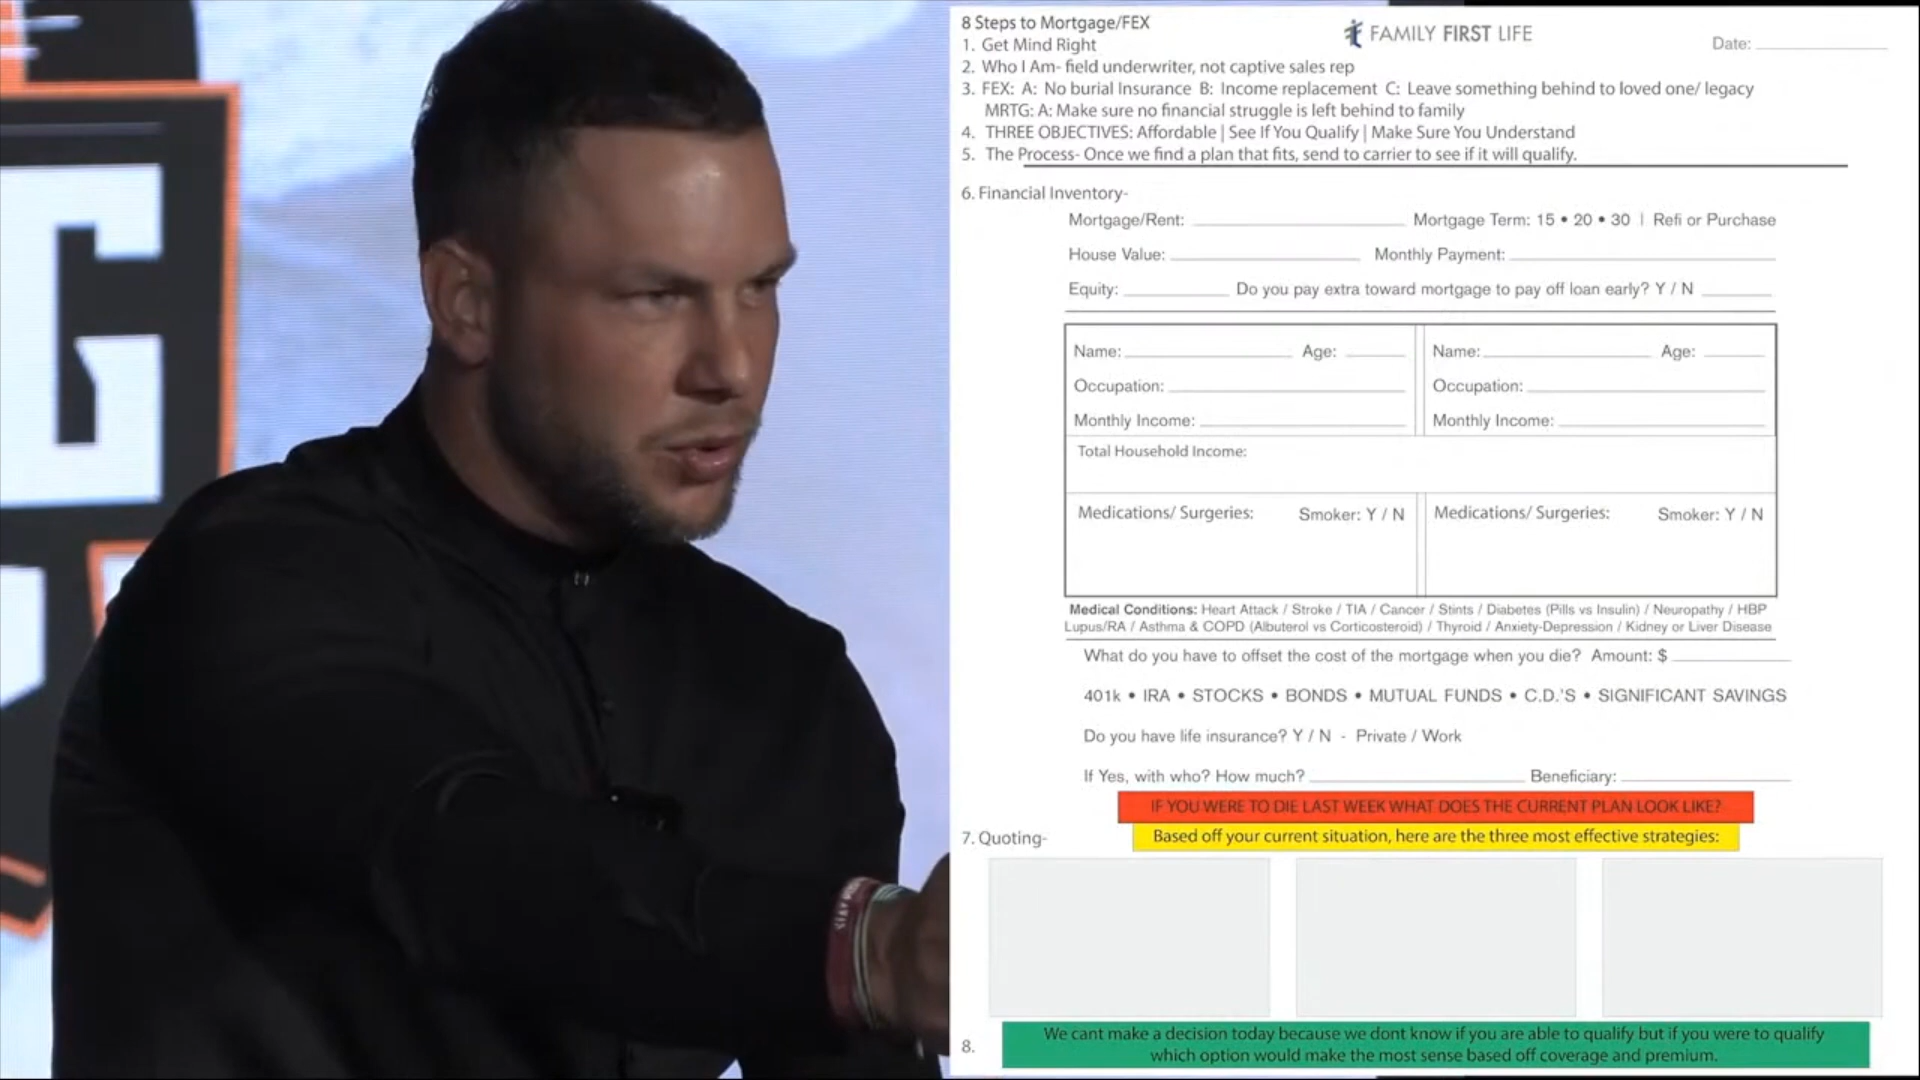 8 Steps to Mortgage/FEX
FAMILY FIRST LIFE
Date:
1. Get Mind Right
2. Who I Am- field underwriter, not captive sales rep
3. FEX: A: No burial Insurance B: Income replacement C: Leave something behind to loved one/ legacy
MRTG: A: Make sure no financial struggle is left behind to family
4. THREE OBJECTIVES: Affordable | See If You Qualify | Make Sure You Understand
5. The Process- Once we find a plan that fits, send to carrier to see if it will qualify.
6. Financial Inventory-
Mortgage/Rent: Mortgage Term: 15 • 20 • 30 | Refi or Purchase
House Value: Monthly Payment:
Equity: Do you pay extra toward mortgage to pay off loan early? Y / N
Name: Age: Name: Age:
Occupation: Occupation:
Monthly Income: Monthly Income:
Total Household Income:
Medications/ Surgeries: Smoker: Y / N Medications/ Surgeries: Smoker: Y / N
Medical Conditions: Heart Attack / Stroke / TIA / Cancer / Stints / Diabetes (Pills vs Insulin) / Neuropathy / HBP
Lupus/RA / Asthma & COPD (Albuterol vs Corticosteroid) / Thyroid / Anxiety-Depression / Kidney or Liver Disease
What do you have to offset the cost of the mortgage when you die? Amount: $
401k • IRA • STOCKS • BONDS • MUTUAL FUNDS • C.D.'S • SIGNIFICANT SAVINGS
Do you have life insurance? Y / N - Private / Work
If Yes, with who? How much? Beneficiary:
IF YOU WERE TO DIE LAST WEEK WHAT DOES THE CURRENT PLAN LOOK LIKE?
7. Quoting-
Based off your current situation, here are the three most effective strategies:
8.
We cant make a decision today because we dont know if you are able to qualify but if you were to qualify
which option would make the most sense based off coverage and premium.